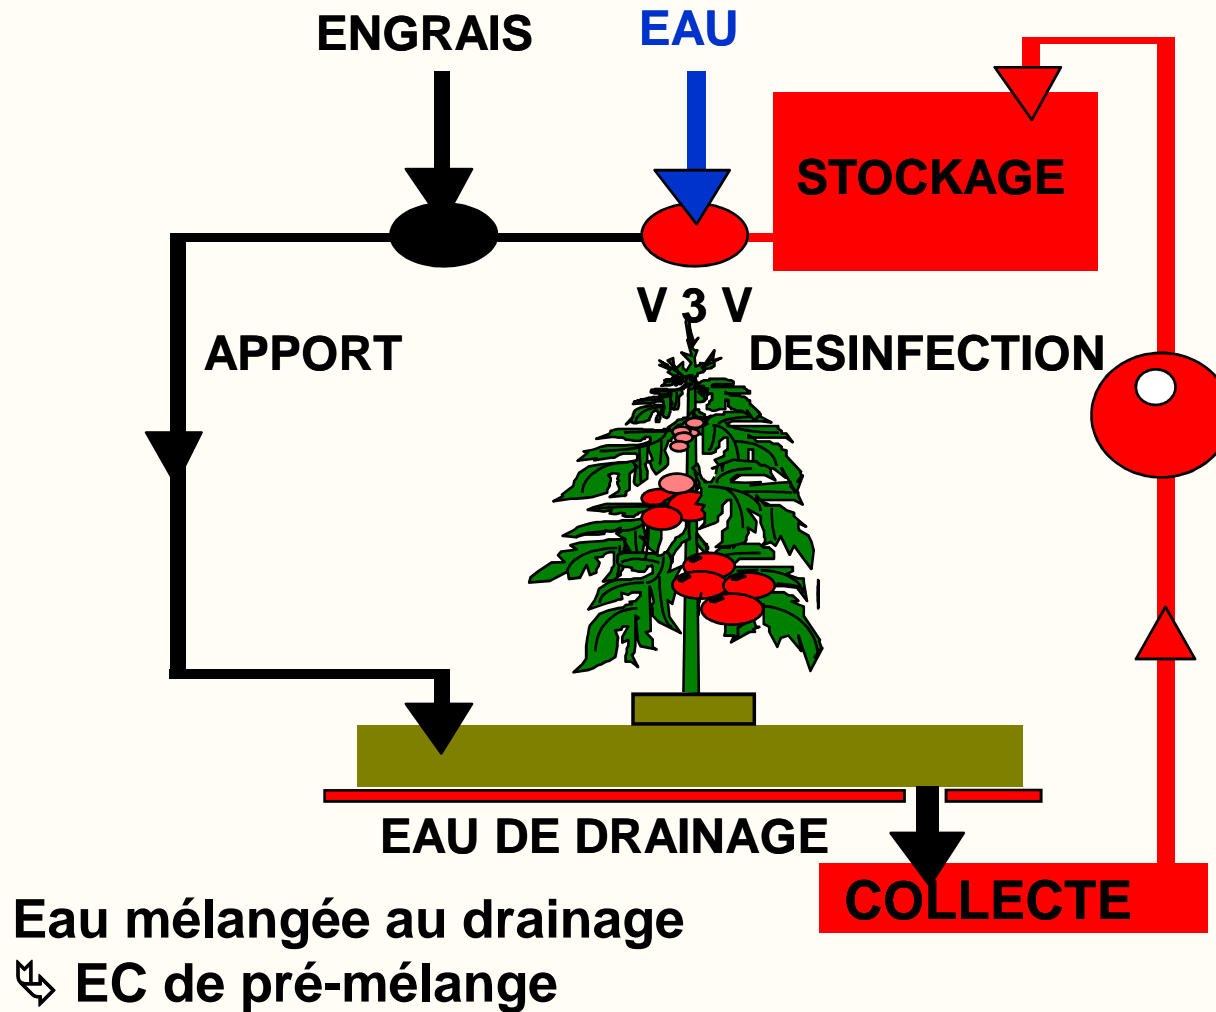 ENGRAIS
EAU
STOCKAGE
V 3 V
APPORT
DESINFECTION
EAU DE DRAINAGE
COLLECTE
Eau mélangée au drainage
↳ EC de pré-mélange